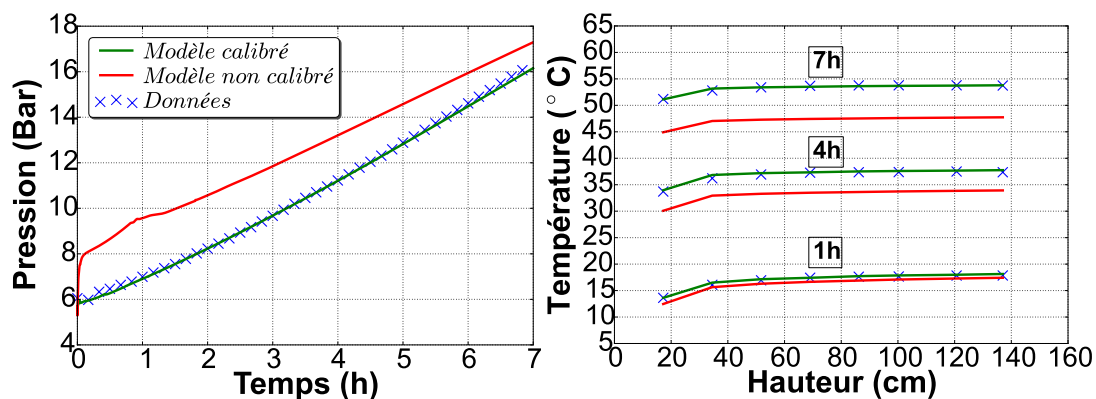 18
16
14
12
10
8
6
4
Pression (Bar)
Modèle calibré
Modèle non calibré
Données
0 1 2 3 4 5 6 7
Temps (h)
65
60
55
50
45
40
35
30
25
20
15
10
5
Température (°C)
7h
4h
1h
0 20 40 60 80 100 120 140 160
Hauteur (cm)